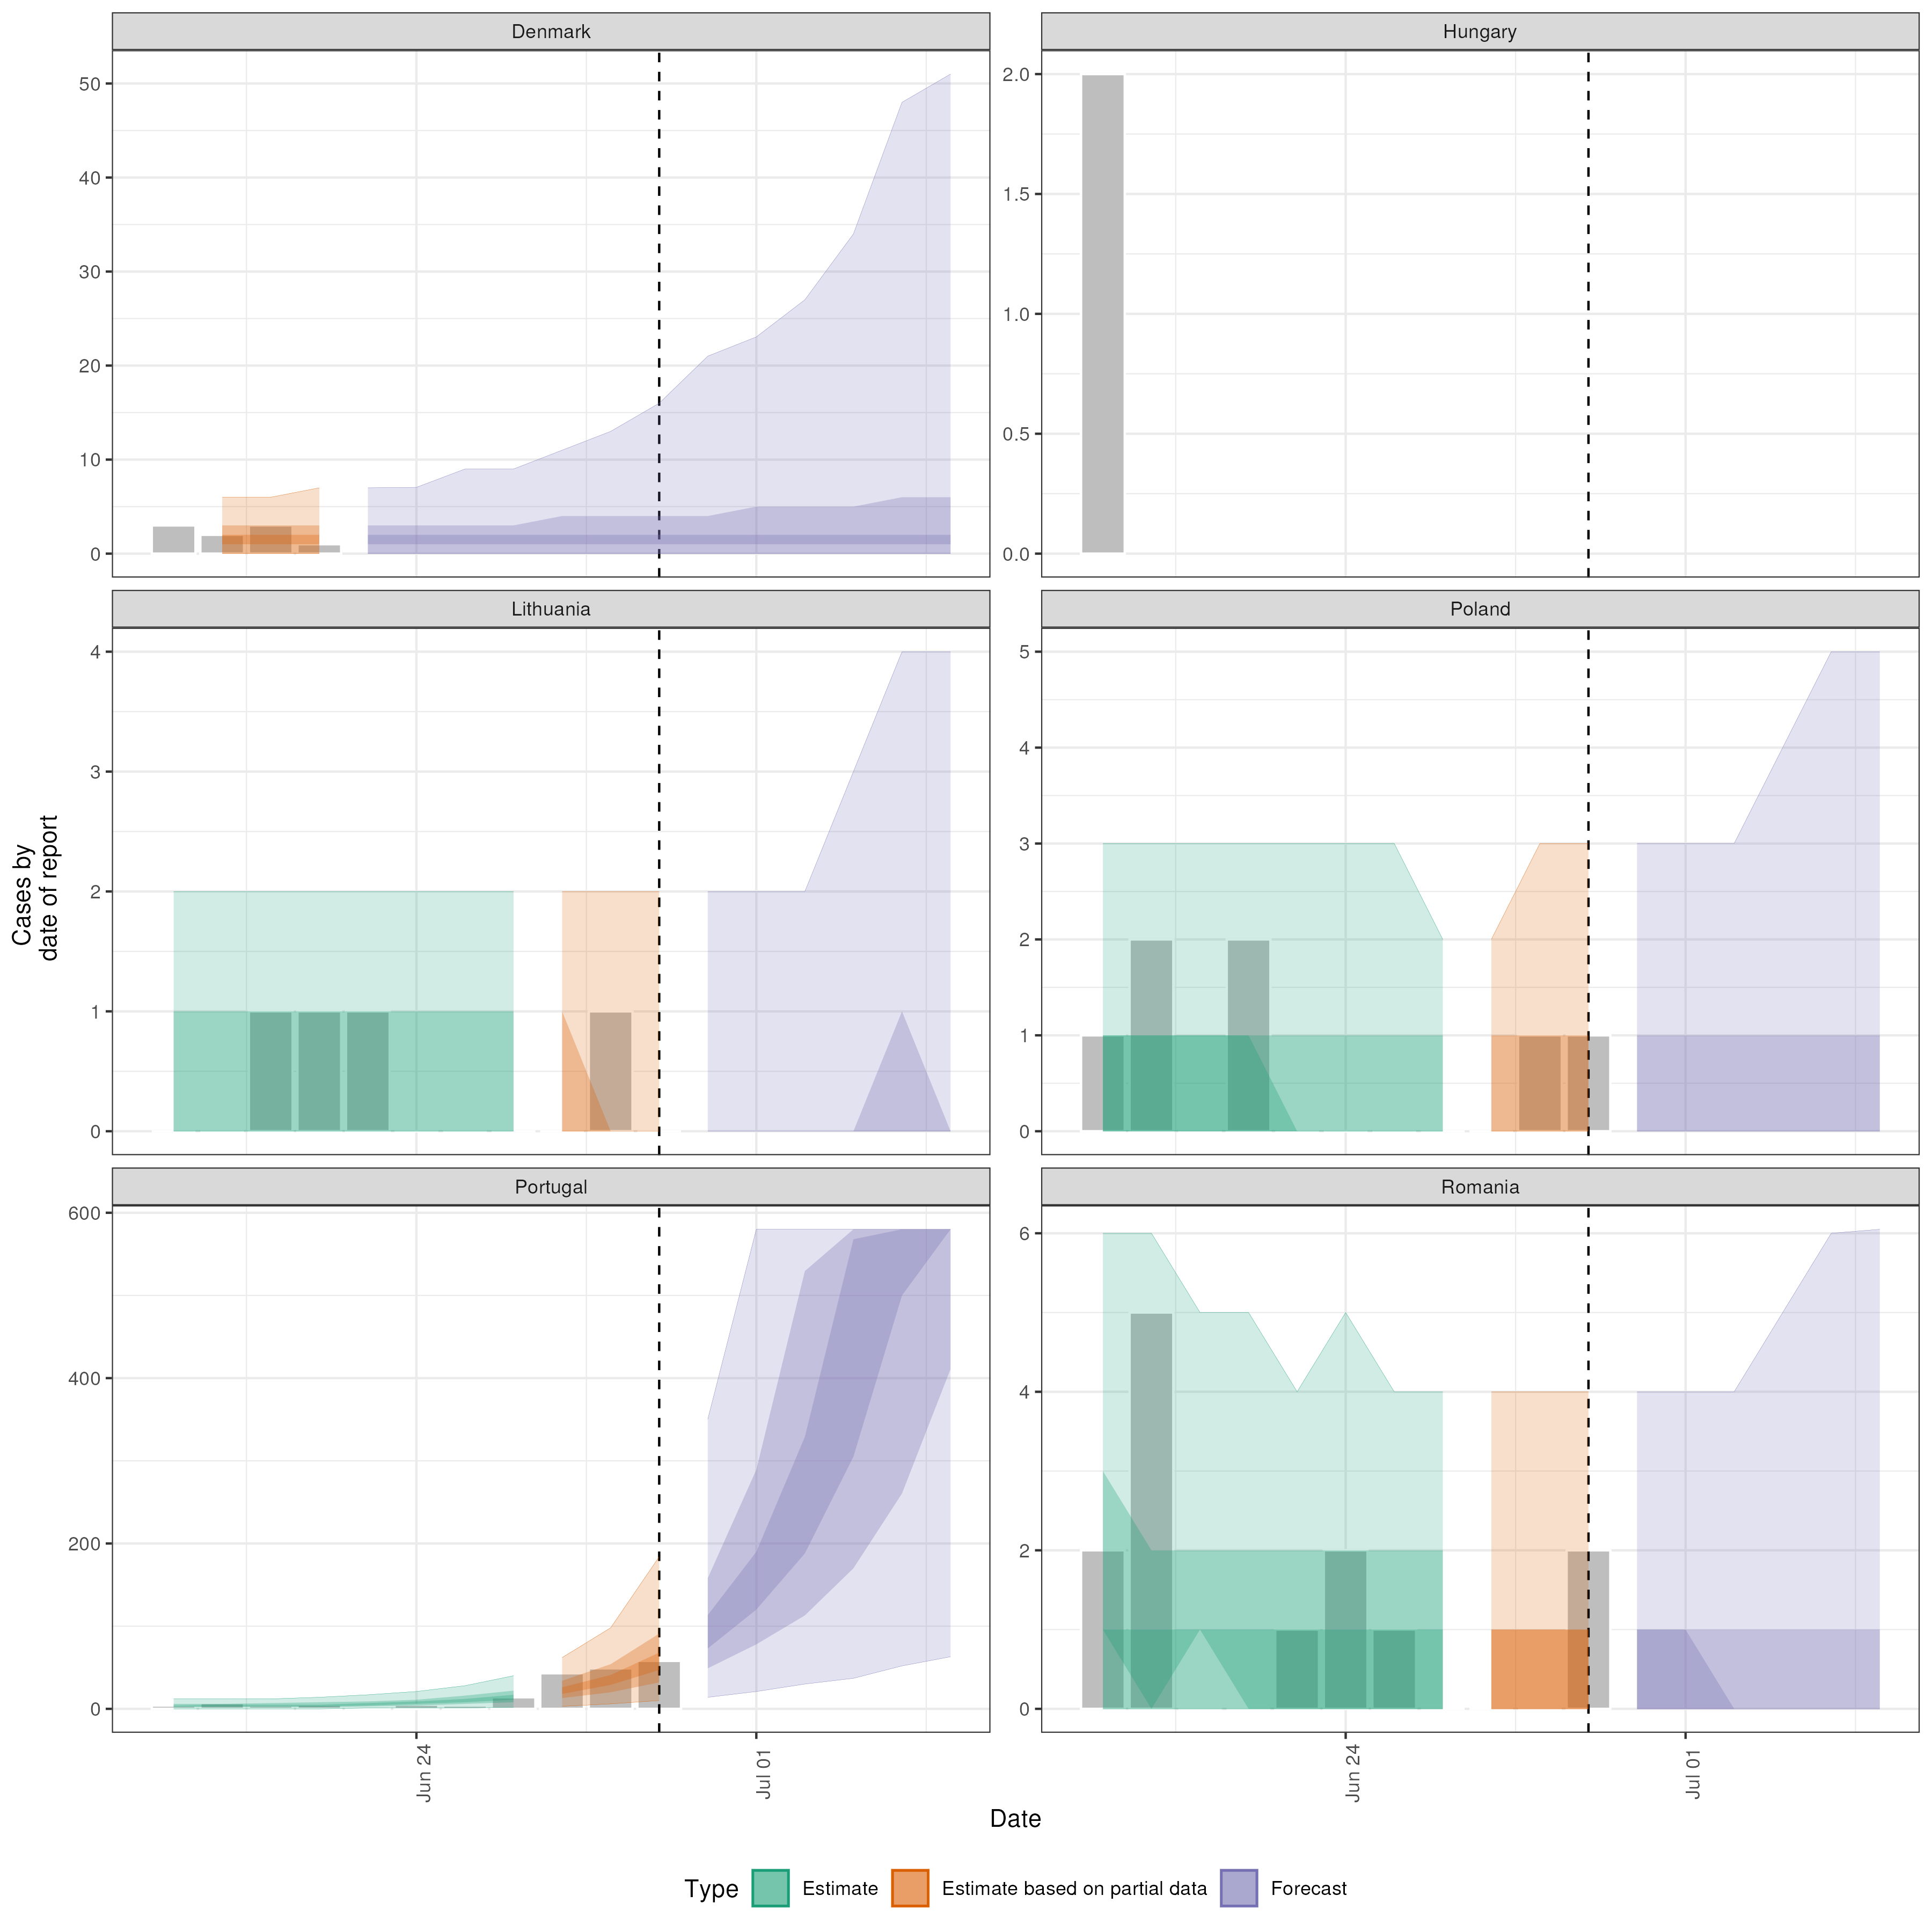 Denmark
Hungary
50
40
30
20
10
0
2.0
1.5
1.0
0.5
0.0
Lithuania
Poland
4
3
2
1
0
5
4
3
2
1
0
Portugal
Romania
600
400
200
0
6
4
2
0
Cases by
date of report
Jun 24
Jul 01
Jun 24
Jul 01
Date
Type
Estimate
Estimate based on partial data
Forecast